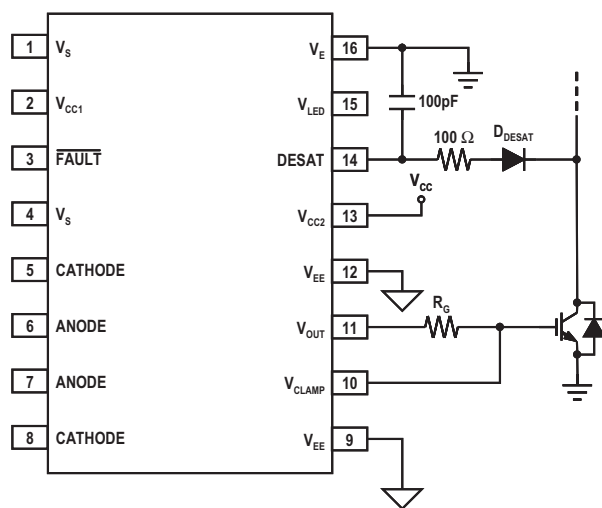 1 V_S
V_E 16
2 V_CC1
V_LED 15
100pF
3 FAULT
DESAT 14
100 Ω
D_DESAT
4 V_S
V_CC2 13
V_CC
5 CATHODE
V_EE 12
6 ANODE
V_OUT 11
R_G
7 ANODE
V_CLAMP 10
8 CATHODE
V_EE 9